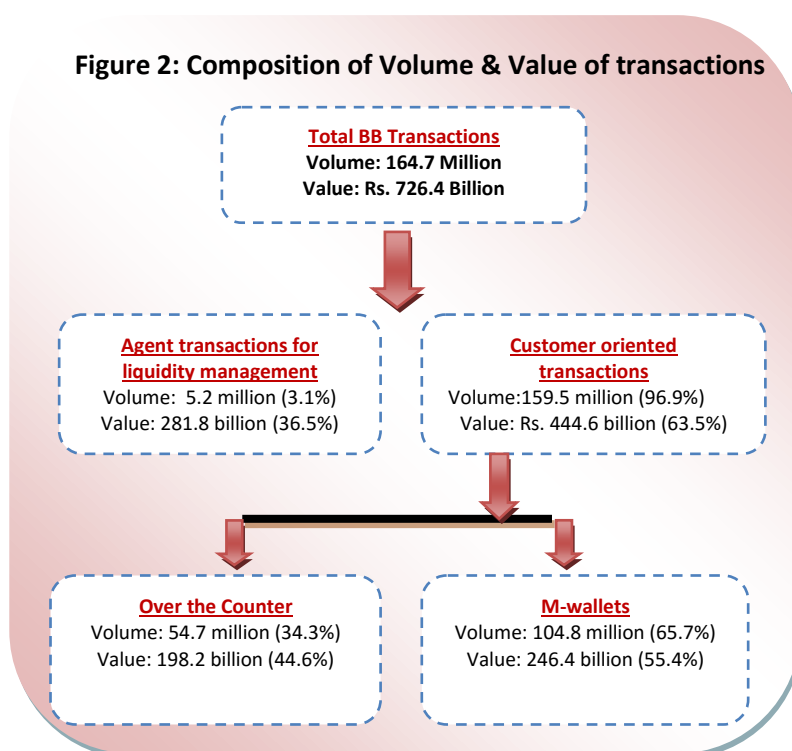 Figure 2: Composition of Volume & Value of transactions
Total BB Transactions
Volume: 164.7 Million
Value: Rs. 726.4 Billion
Agent transactions for
liquidity management
Volume: 5.2 million (3.1%)
Value: 281.8 billion (36.5%)
Customer oriented
transactions
Volume:159.5 million (96.9%)
Value: Rs. 444.6 billion (63.5%)
Over the Counter
Volume: 54.7 million (34.3%)
Value: 198.2 billion (44.6%)
M-wallets
Volume: 104.8 million (65.7%)
Value: 246.4 billion (55.4%)